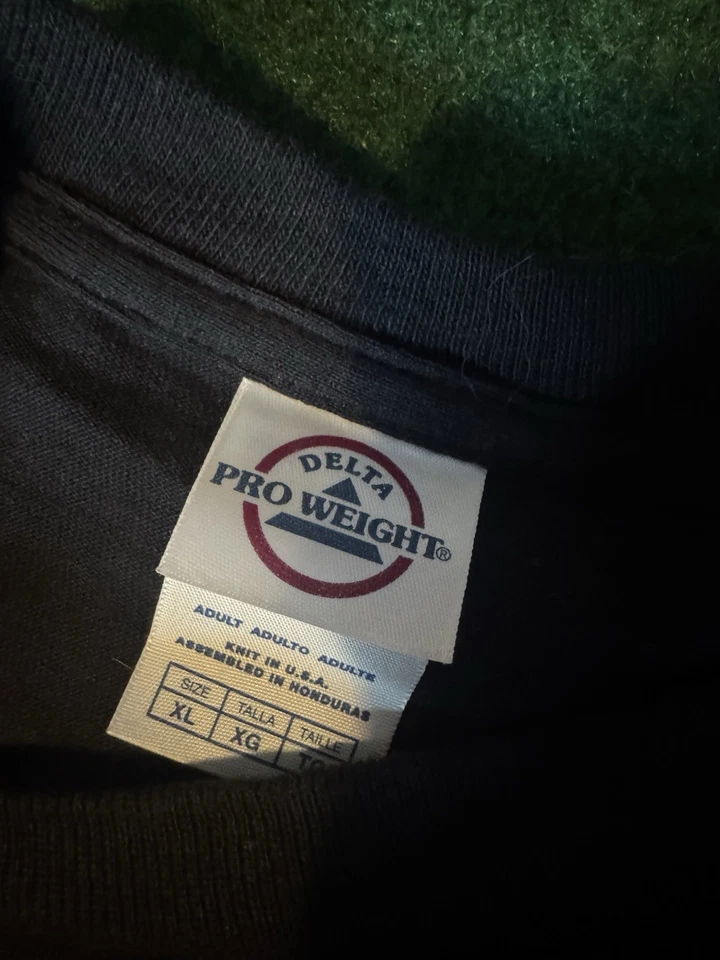 DELTA
PRO WEIGHT®
ADULT ADULTO ADULTE
KNIT IN U.S.A.
ASSEMBLED IN HONDURAS
SIZE TALLA TAILLE
XL XG